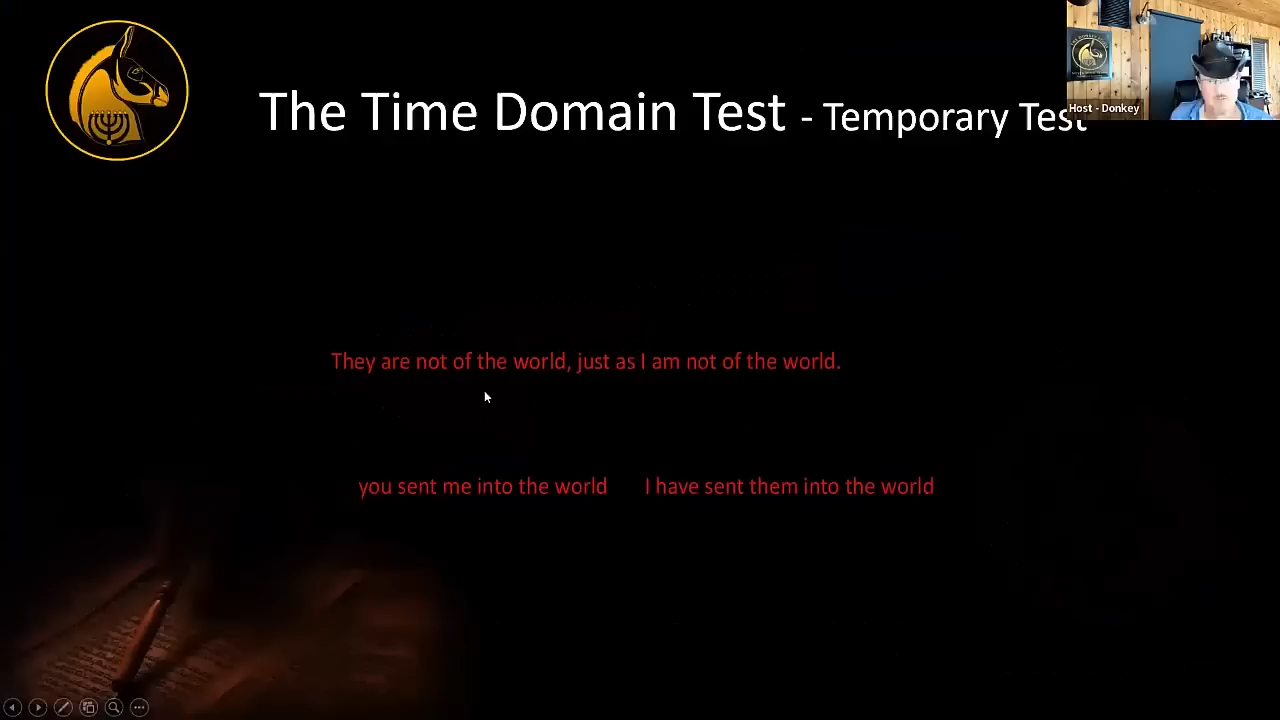 The Time Domain Test - Temporary Test
Host - Donkey
They are not of the world, just as I am not of the world.
you sent me into the world I have sent them into the world